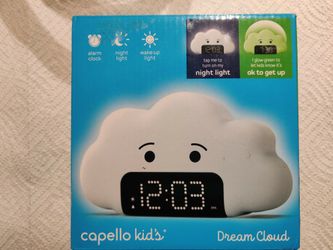 alarm
clock
night
light
wake up
light
tap me to
turn on my
night light
i glow green to
let kids know it's
ok to get up
12:03
capello kid's™
Dream Cloud